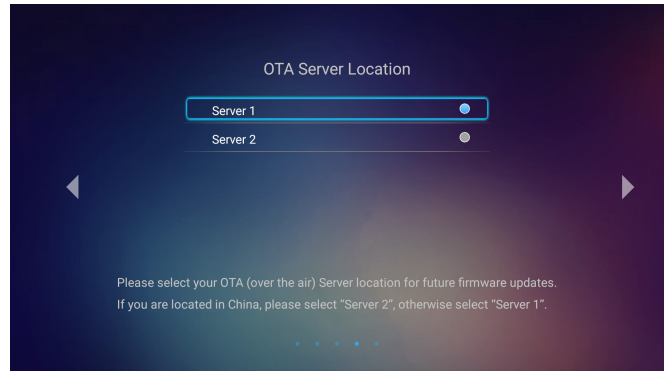 OTA Server Location
Server 1
Server 2
Please select your OTA (over the air) Server location for future firmware updates.
If you are located in China, please select “Server 2”, otherwise select “Server 1”.